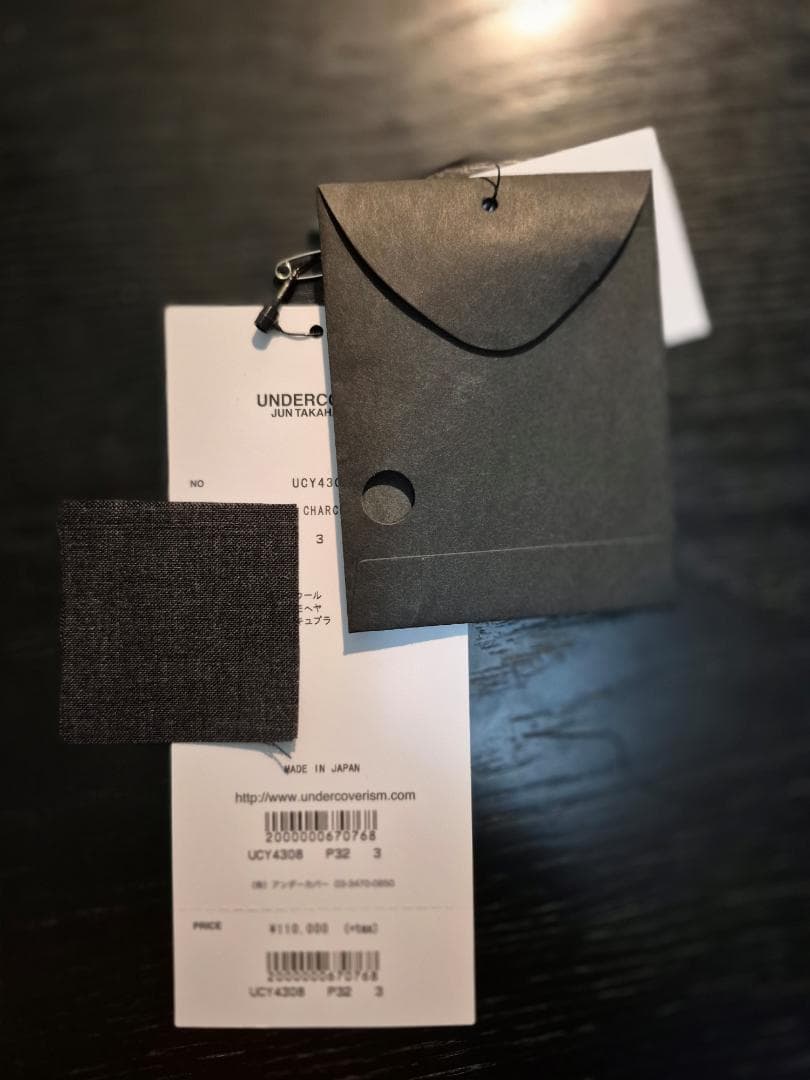 UNDERCO
JUN TAKAH
NO UCY430
CHARC
3
ール
ヘヤ
ュプラ
MADE IN JAPAN
http://www.undercoverism.com
2000000670768
UCY4308 P32 3
(株) アンダーカバー 03-3470-0650
PRICE ¥110,000 (+tax)
2000000670768
UCY4308 P32 3